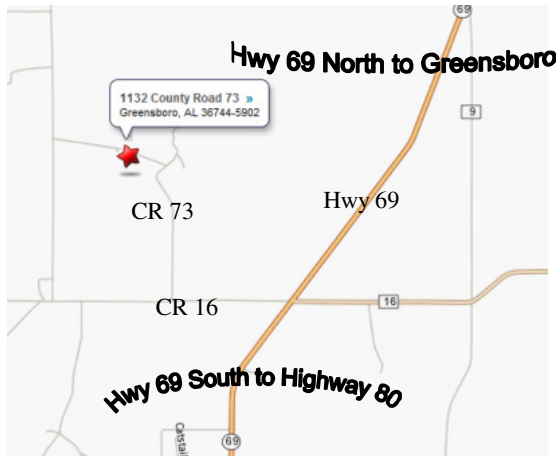 69
Hwy 69 North to Greensboro
1132 County Road 73 »
Greensboro, AL 36744-5902
9
CR 73
Hwy 69
CR 16
16
Hwy 69 South to Highway 80
69